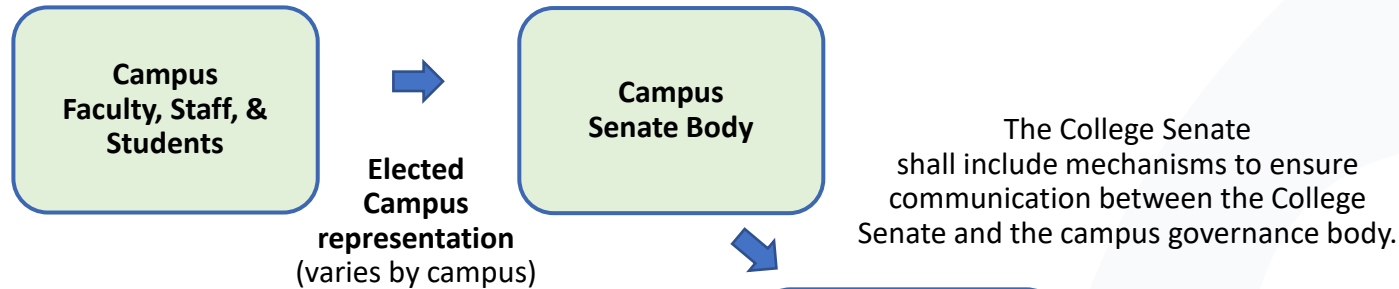 Campus
Faculty, Staff, &
Students
Elected
Campus
representation
(varies by campus)
Campus
Senate Body
The College Senate
shall include mechanisms to ensure
communication between the College
Senate and the campus governance body.